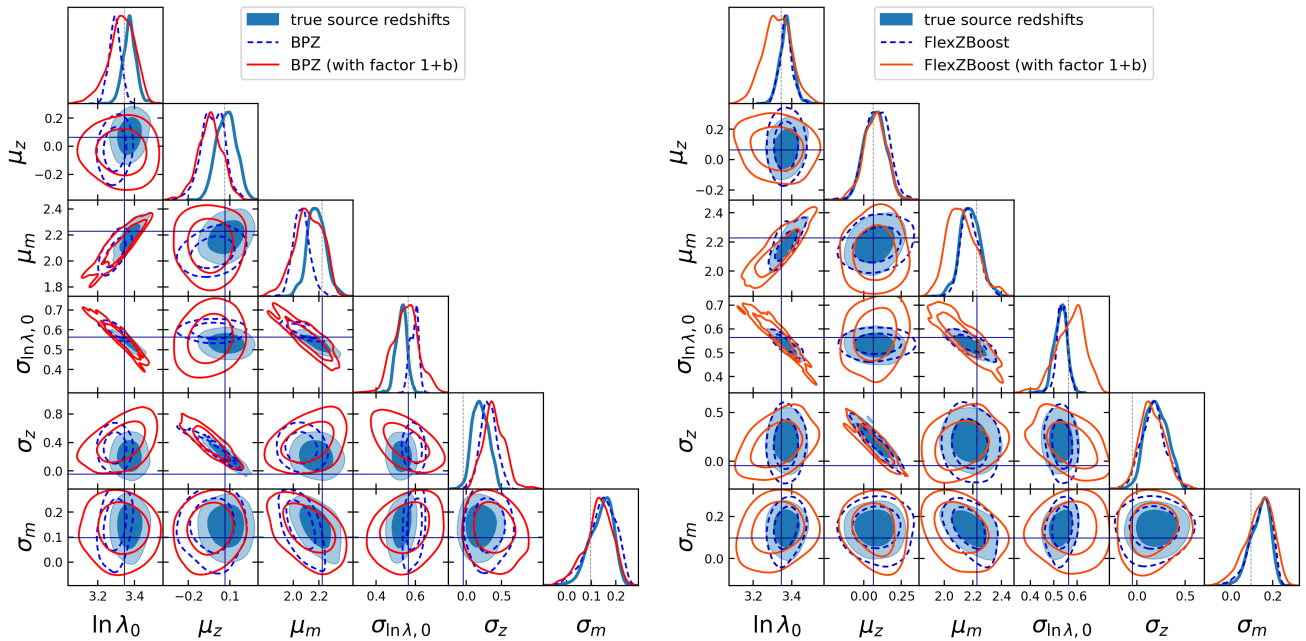 true source redshifts
BPZ
BPZ (with factor 1+b)
μz
0.2
0.0
−0.2
μm
2.4
2.2
2.0
1.8
σln λ, 0
0.7
0.6
0.5
0.4
σz
0.8
0.4
0.0
σm
0.2
0.1
0.0
3.2 3.4
−0.2 0.1
2.0 2.2
0.4 0.6
0.0 0.5
0.0 0.1 0.2
ln λ0 μz μm σln λ, 0 σz σm
true source redshifts
FlexZBoost
FlexZBoost (with factor 1+b)
μz
0.2
0.0
−0.2
μm
2.4
2.2
2.0
σln λ, 0
0.7
0.6
0.5
0.4
σz
0.5
0.0
σm
0.2
0.0
3.2 3.4
0.00 0.25
2.0 2.2 2.4
0.4 0.5 0.6
0.0 0.5
0.0 0.2
ln λ0 μz μm σln λ, 0 σz σm